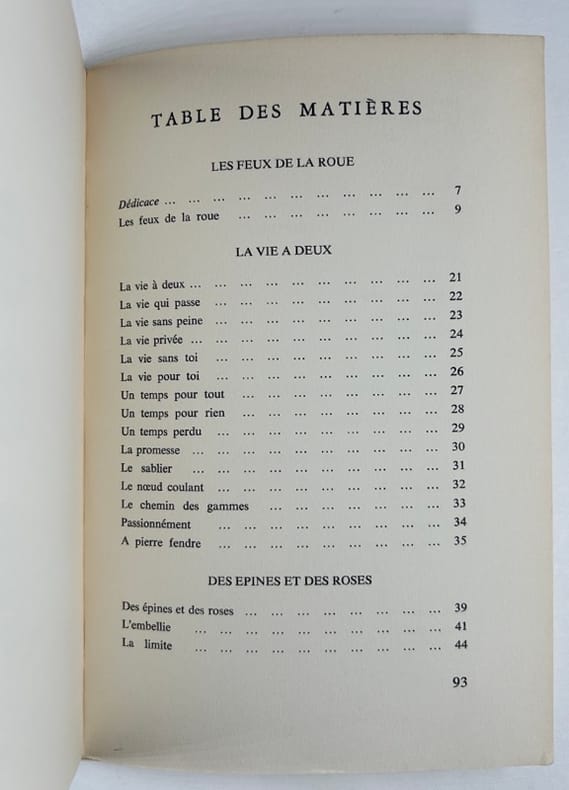 TABLE DES MATIÈRES
LES FEUX DE LA ROUE
Dédicace ... ... ... ... ... ... ... ... ... ... ... 7
Les feux de la roue ... ... ... ... ... ... ... ... 9
LA VIE A DEUX
La vie à deux ... ... ... ... ... ... ... ... ... ... 21
La vie qui passe ... ... ... ... ... ... ... ... ... 22
La vie sans peine ... ... ... ... ... ... ... ... ... 23
La vie privée ... ... ... ... ... ... ... ... ... ... 24
La vie sans toi ... ... ... ... ... ... ... ... ... 25
La vie pour toi ... ... ... ... ... ... ... ... ... 26
Un temps pour tout ... ... ... ... ... ... ... ... 27
Un temps pour rien ... ... ... ... ... ... ... ... 28
Un temps perdu ... ... ... ... ... ... ... ... ... 29
La promesse ... ... ... ... ... ... ... ... ... ... 30
Le sablier ... ... ... ... ... ... ... ... ... ... 31
Le nœud coulant ... ... ... ... ... ... ... ... ... 32
Le chemin des gammes ... ... ... ... ... ... ... 33
Passionnément ... ... ... ... ... ... ... ... ... 34
A pierre fendre ... ... ... ... ... ... ... ... ... 35
DES EPINES ET DES ROSES
Des épines et des roses ... ... ... ... ... ... ... ... 39
L'embellie ... ... ... ... ... ... ... ... ... ... 41
La limite ... ... ... ... ... ... ... ... ... ... 44
93